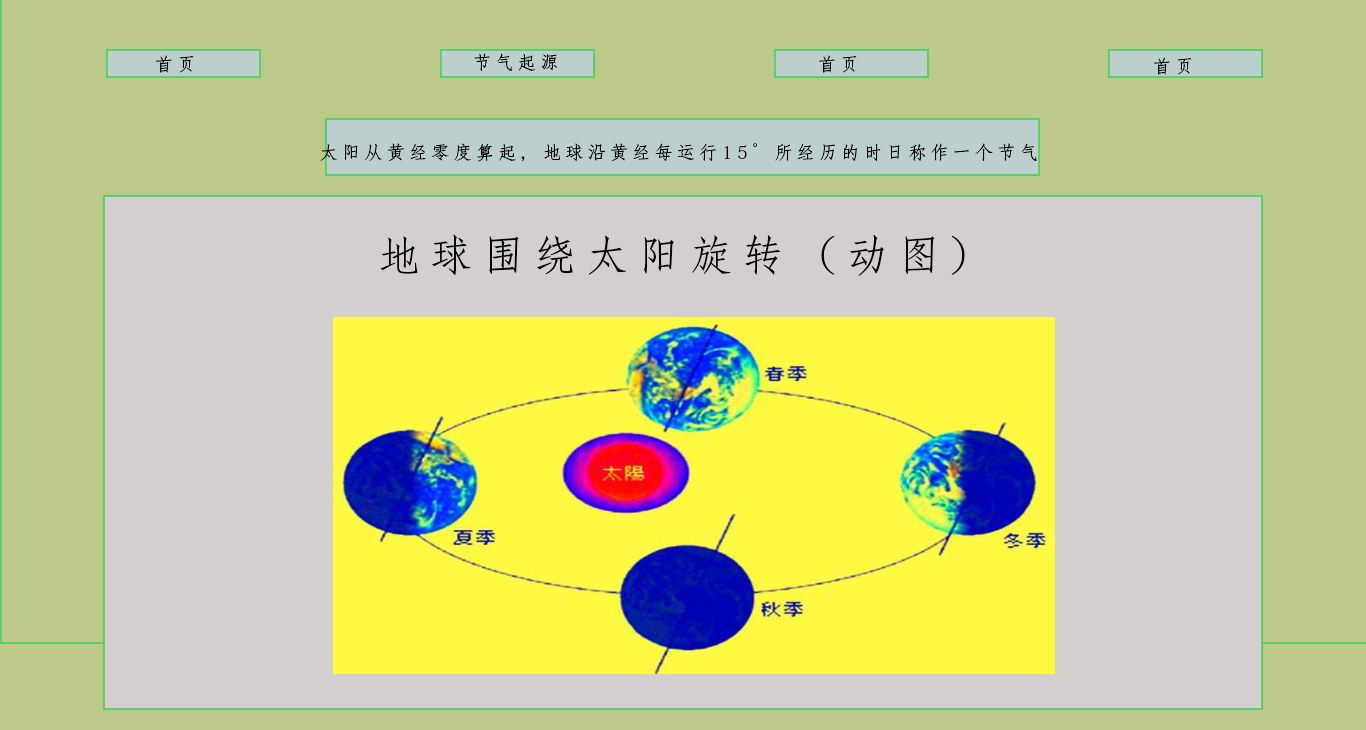 首页
节气起源
首页
首页
太阳从黄经零度算起，地球沿黄经每运行15°所经历的时日称作一个节气
地球围绕太阳旋转（动图）
春季
太陽
夏季
冬季
秋季